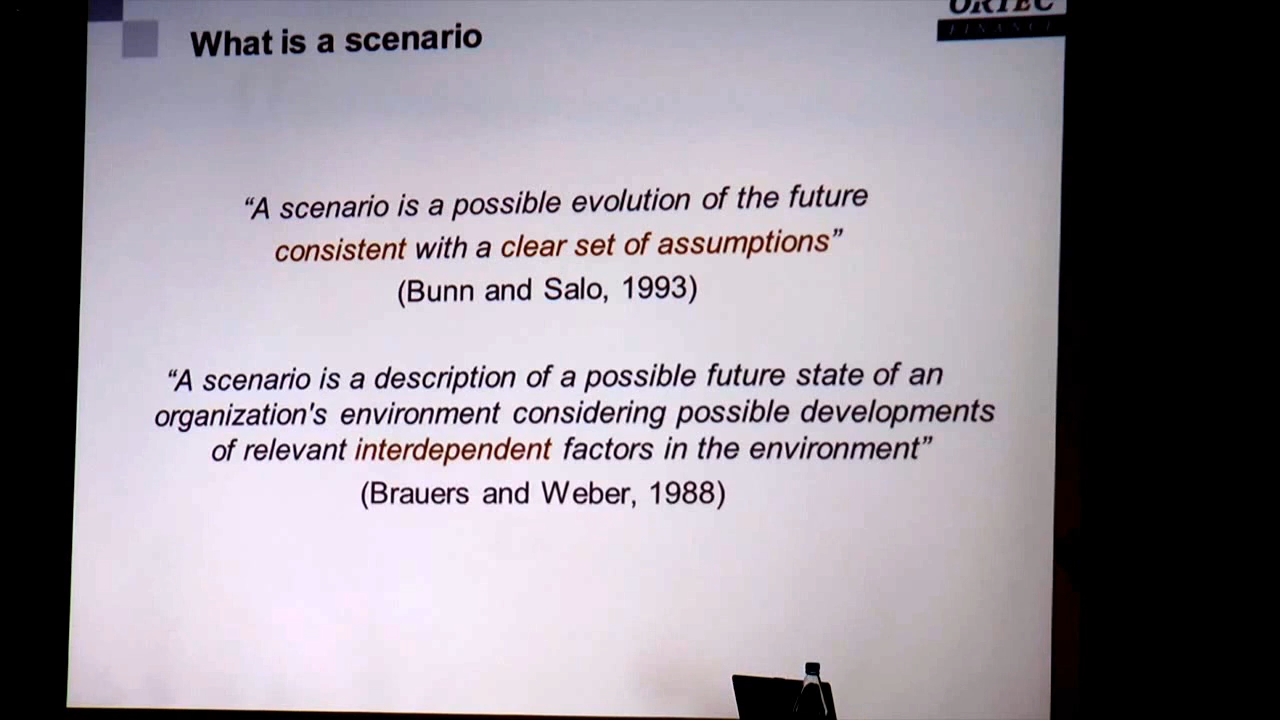 ORTEC
FINANCE
What is a scenario
“A scenario is a possible evolution of the future
consistent with a clear set of assumptions”
(Bunn and Salo, 1993)
“A scenario is a description of a possible future state of an
organization's environment considering possible developments
of relevant interdependent factors in the environment”
(Brauers and Weber, 1988)